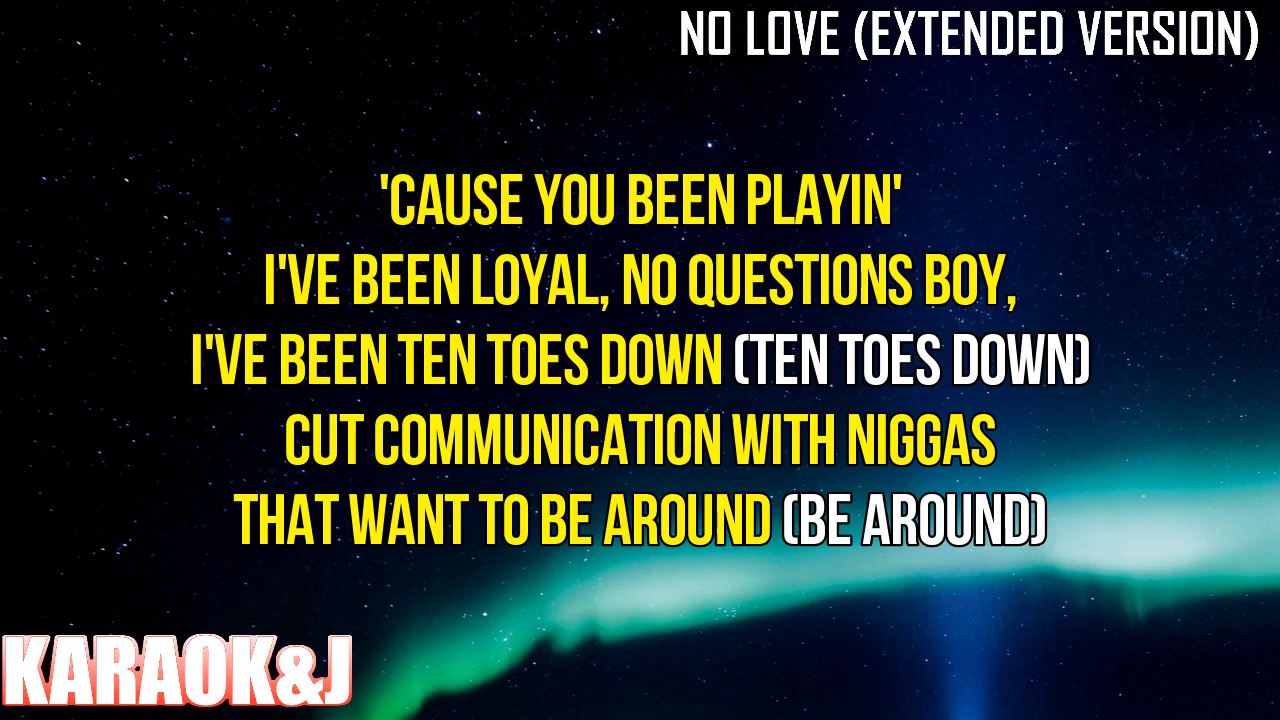 NO LOVE (EXTENDED VERSION)
'CAUSE YOU BEEN PLAYIN'
I'VE BEEN LOYAL, NO QUESTIONS BOY,
I'VE BEEN TEN TOES DOWN (TEN TOES DOWN)
CUT COMMUNICATION WITH NIGGAS
THAT WANT TO BE AROUND (BE AROUND)
KARAOK&J